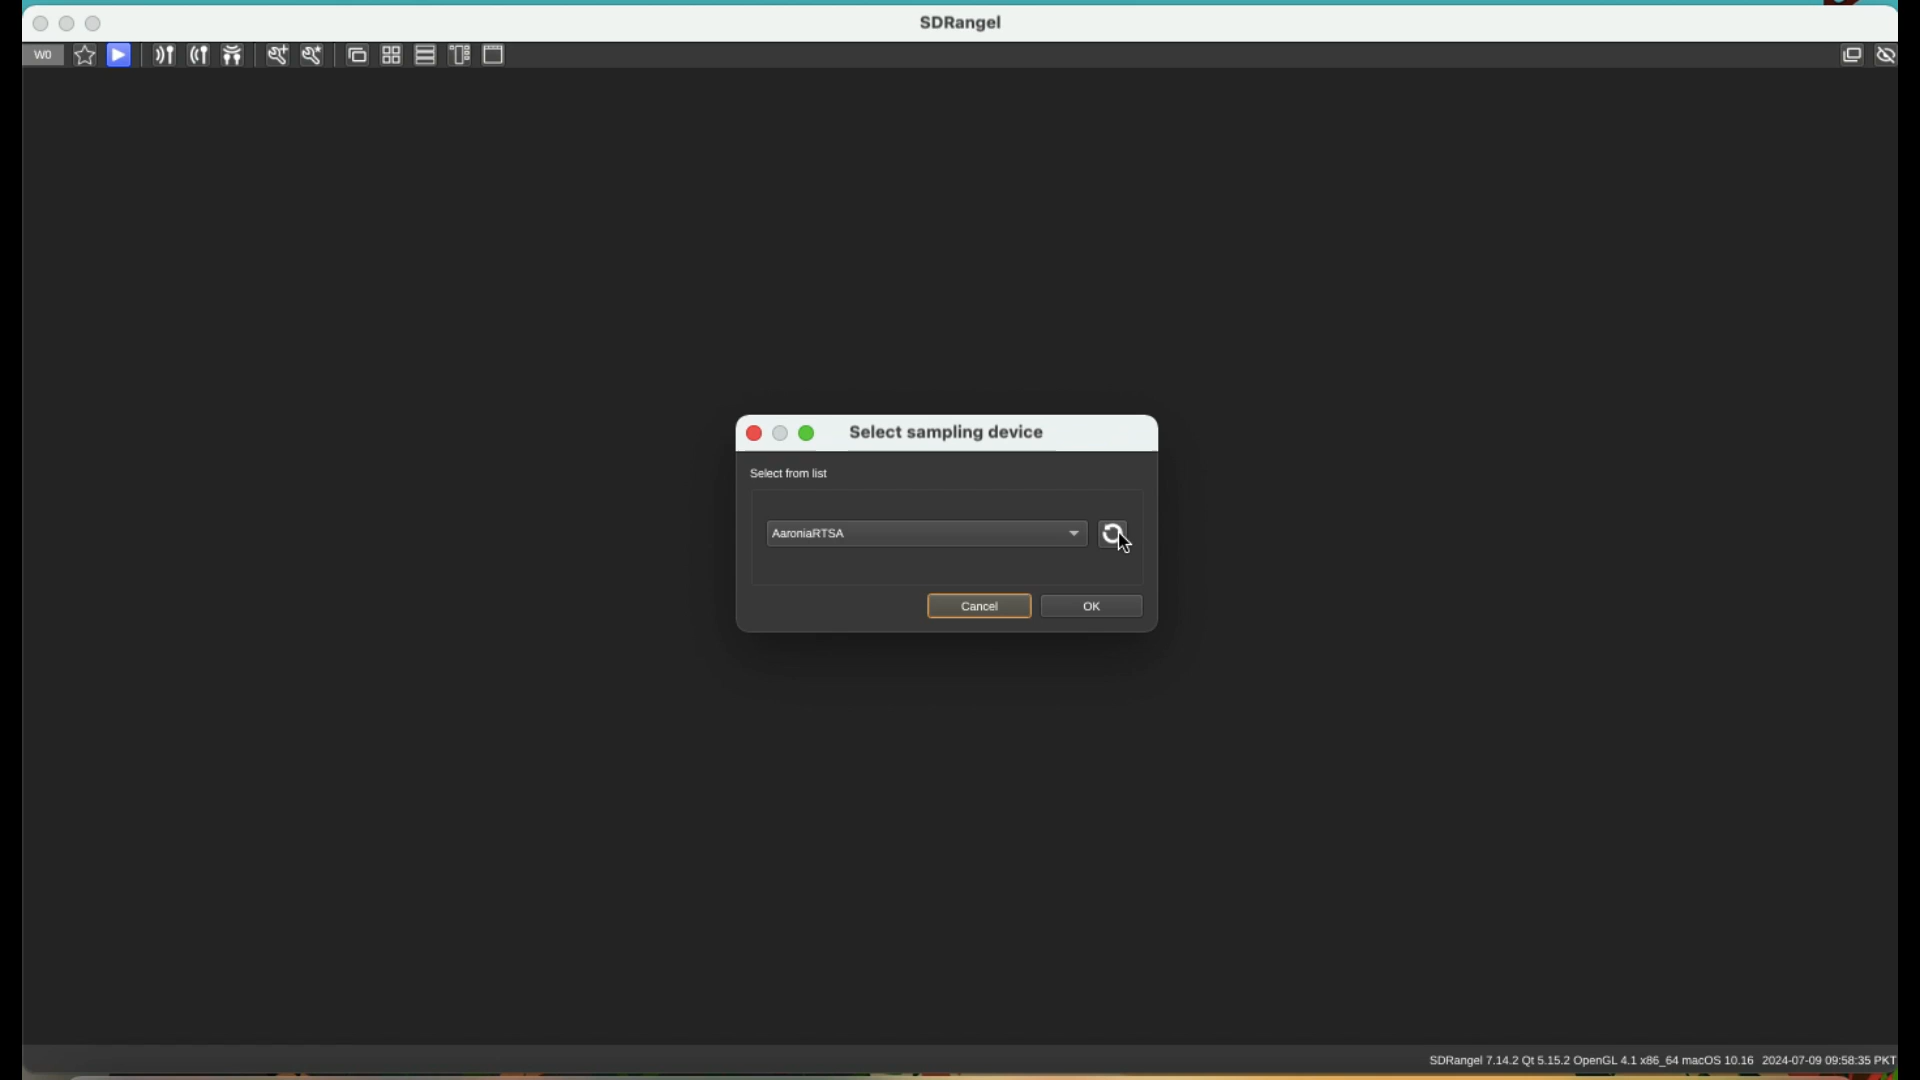 SDRangel
W0
Select sampling device
Select from list
AaroniaRTSA
Cancel
OK
SDRangel 7.14.2 Qt 5.15.2 OpenGL 4.1 x86_64 macOS 10.16 2024-07-09 09:58:35 PKT